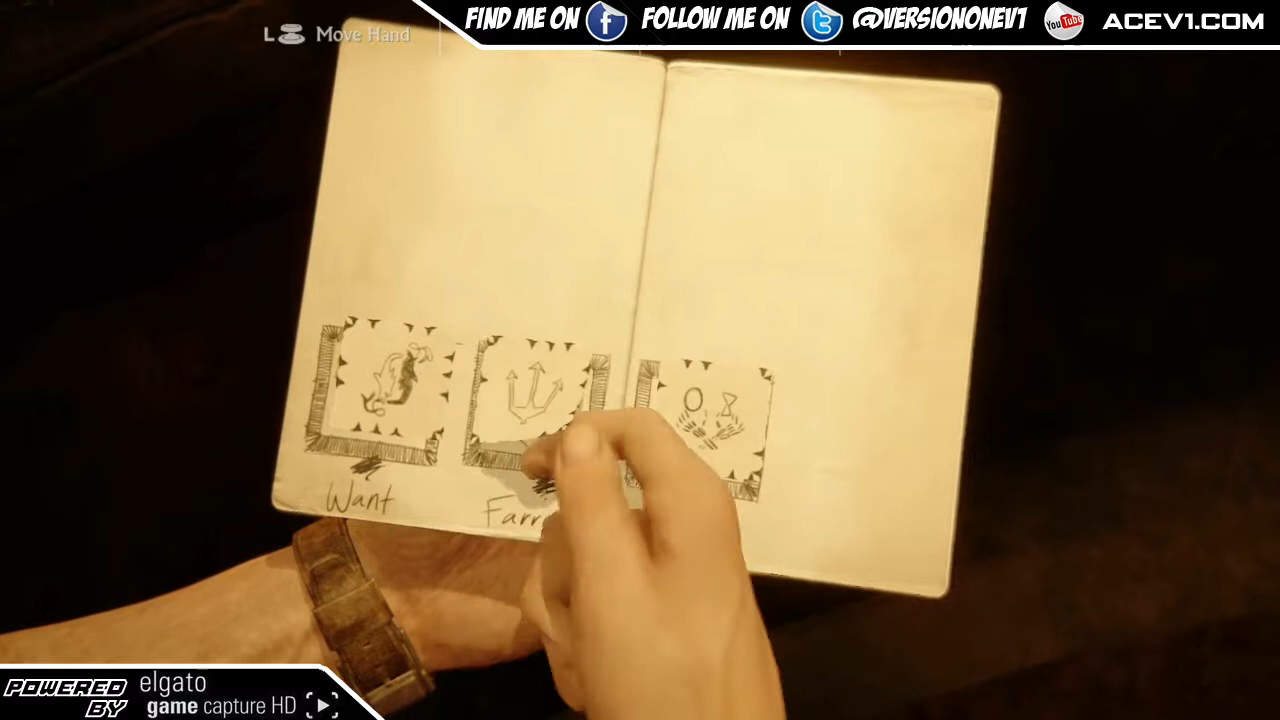 FIND ME ON FOLLOW ME ON @VERSIONONEV1 You Tube ACEV1.COM
L Move Hand
Want Farr
POWERED BY elgato game capture HD